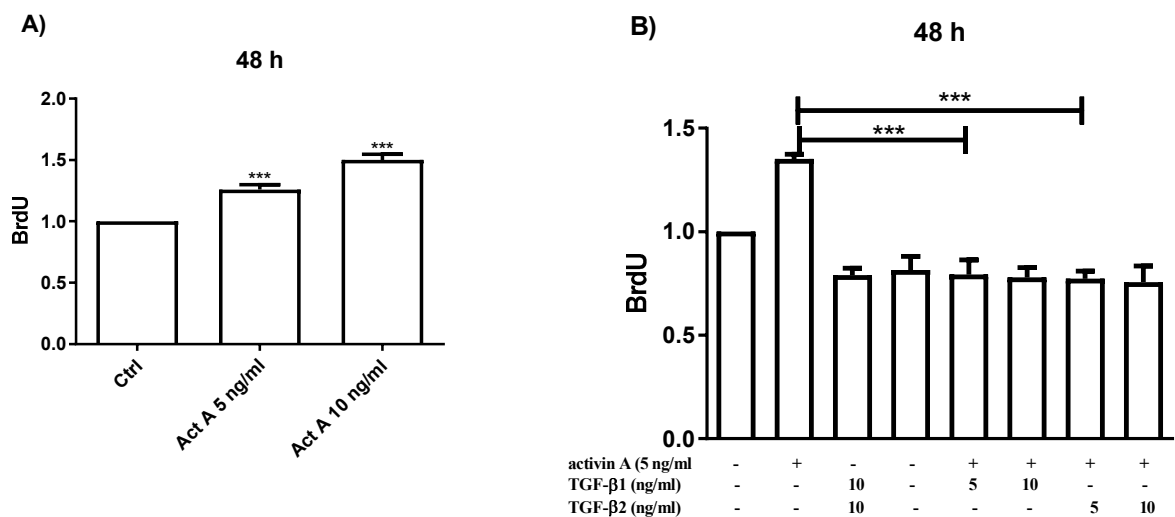 A)
48 h
2.0
1.5
1.0
0.5
0.0
BrdU
***
***
Ctrl
Act A 5 ng/ml
Act A 10 ng/ml
B)
48 h
***
***
1.5
1.0
0.5
0.0
BrdU
activin A (5 ng/ml - + - - + + + +
TGF-β1 (ng/ml) - - 10 - 5 10 - -
TGF-β2 (ng/ml) - - 10 - - - 5 10